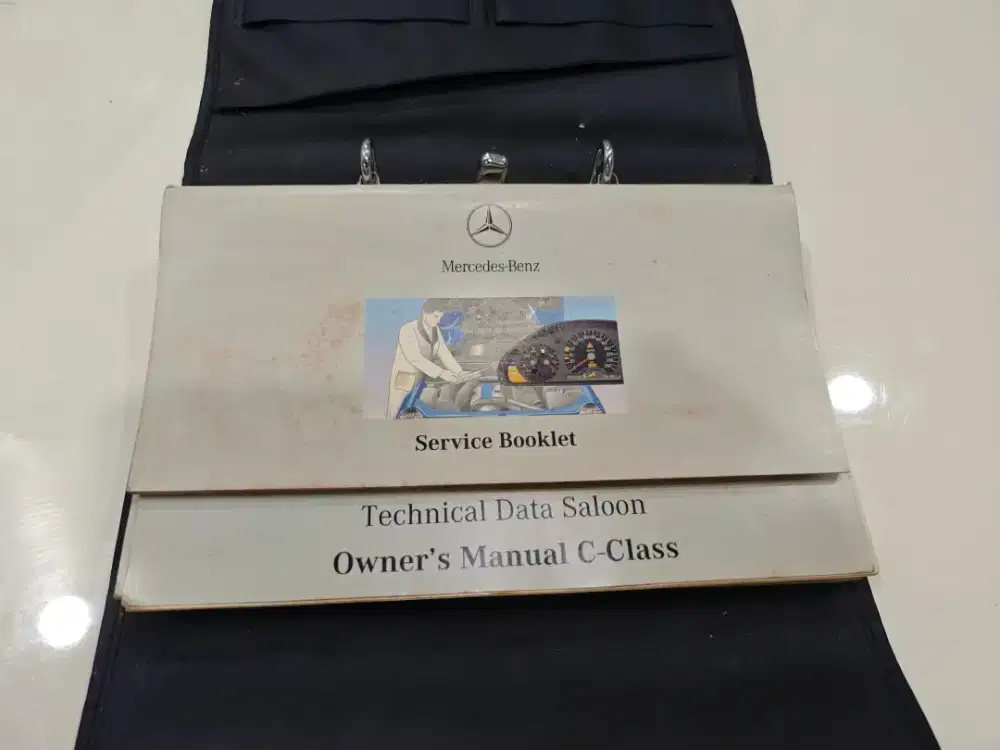 Mercedes-Benz
Service Booklet
Technical Data Saloon
Owner's Manual C-Class